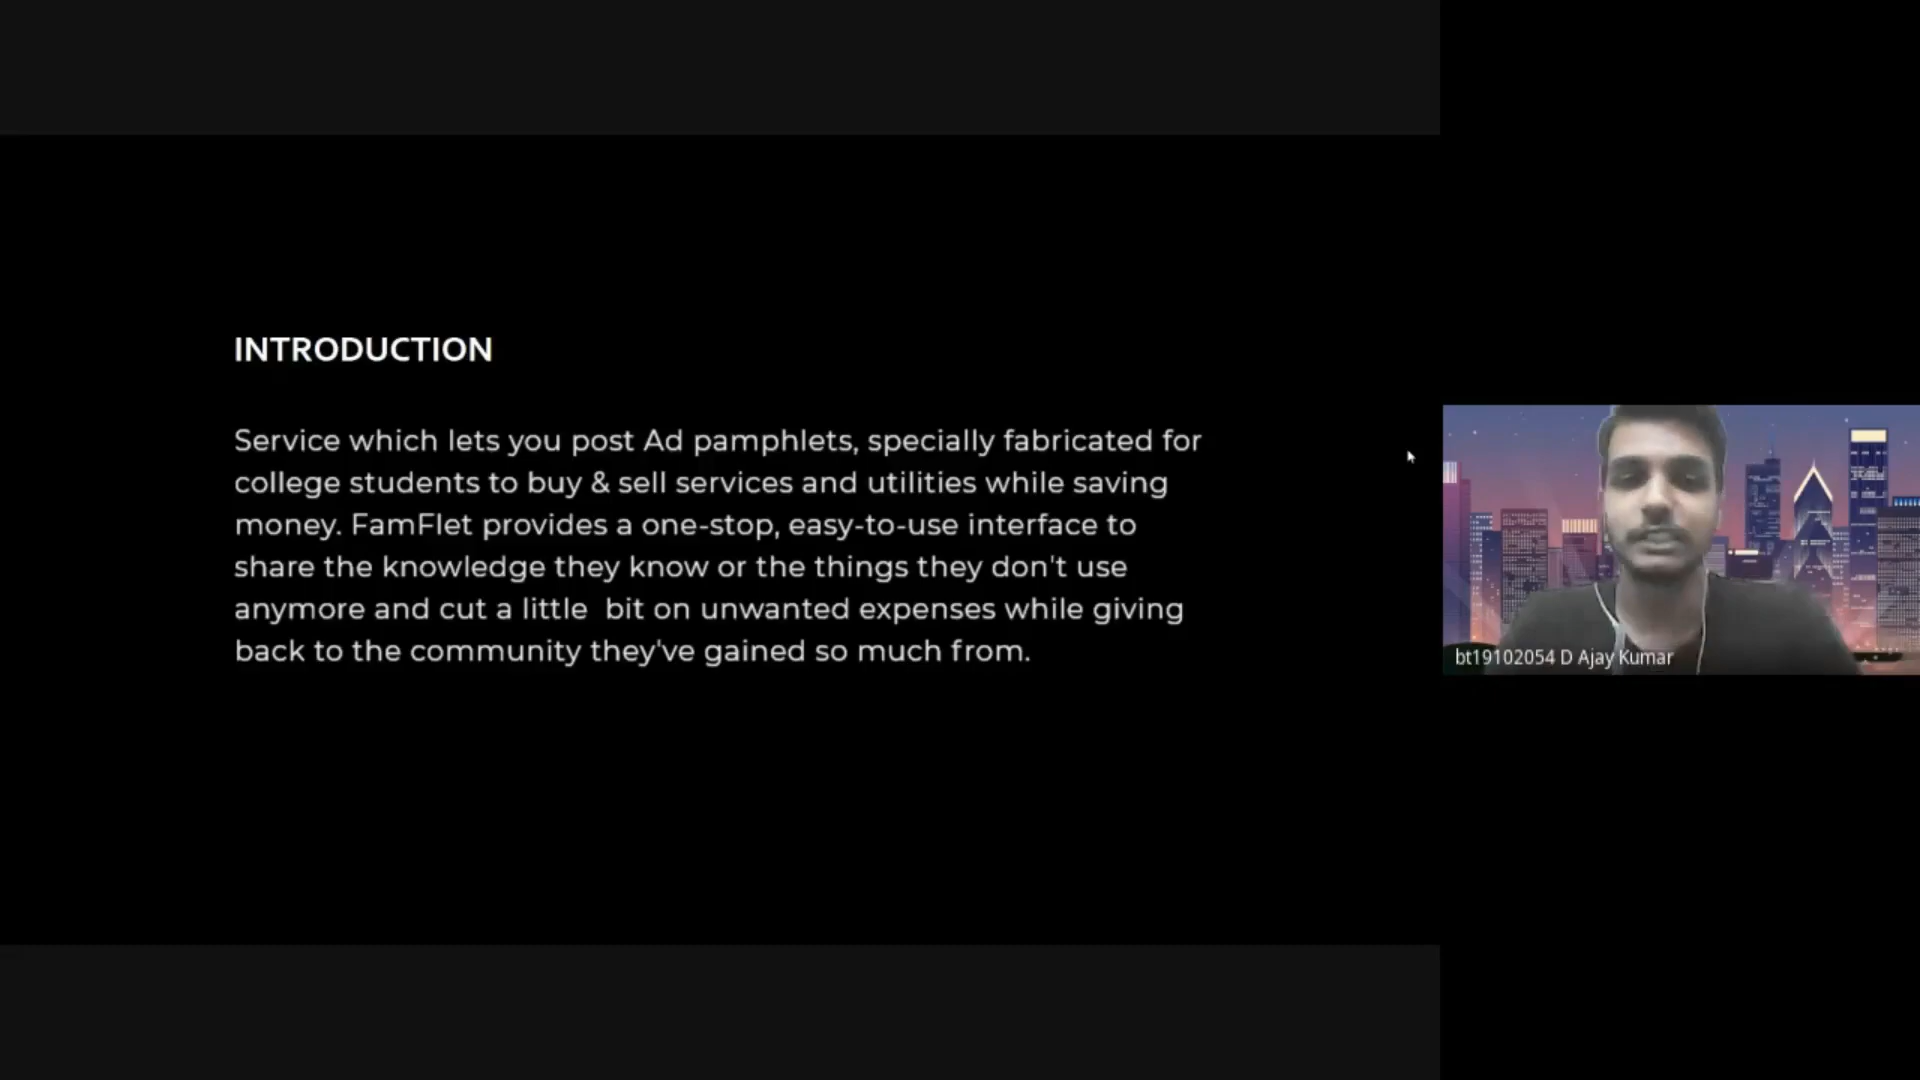 INTRODUCTION
Service which lets you post Ad pamphlets, specially fabricated for
college students to buy & sell services and utilities while saving
money. FamFlet provides a one-stop, easy-to-use interface to
share the knowledge they know or the things they don't use
anymore and cut a little  bit on unwanted expenses while giving
back to the community they've gained so much from.
bt19102054 D Ajay Kumar